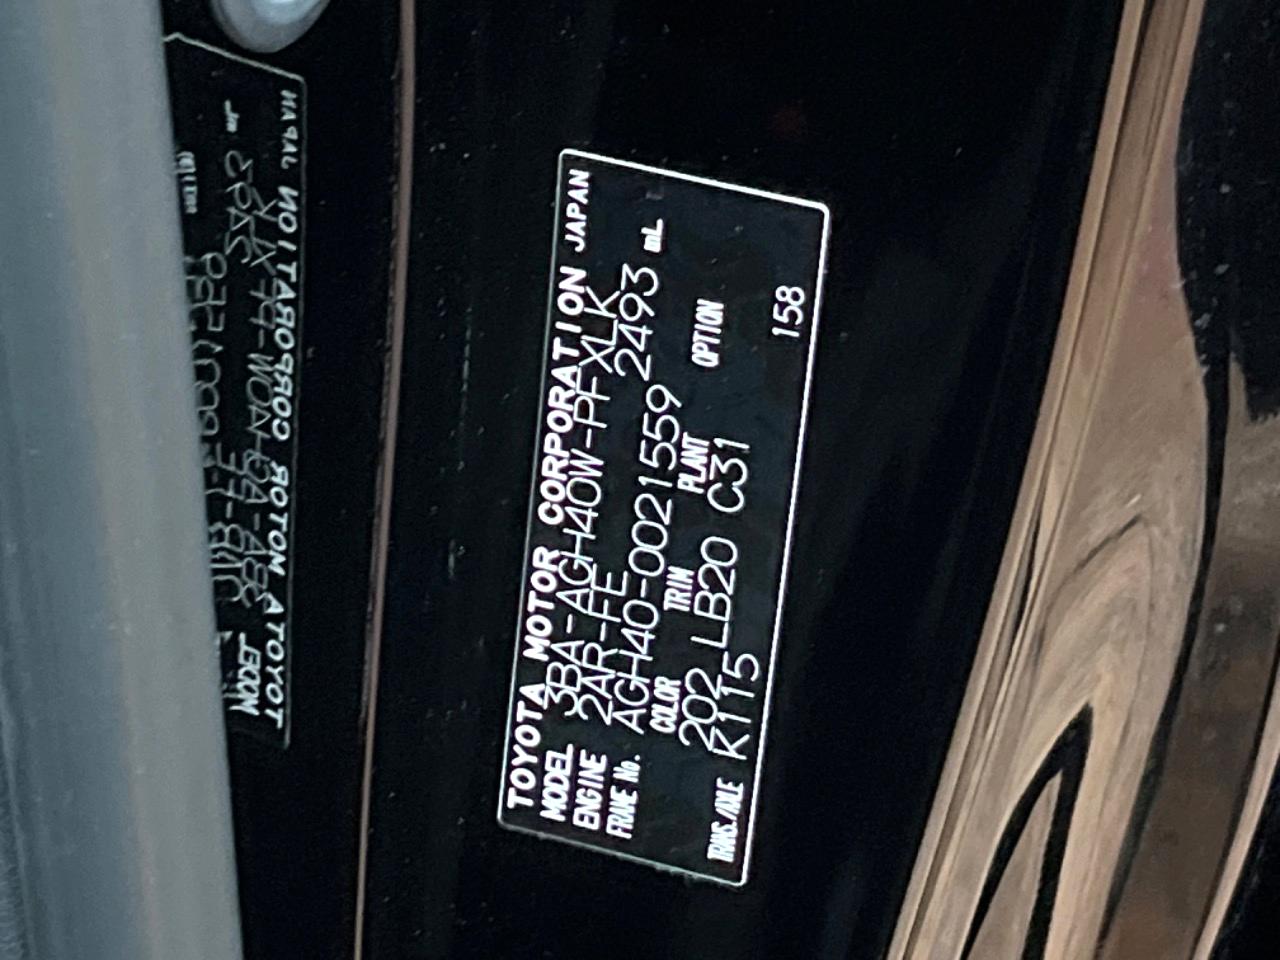 TOYOTA MOTOR CORPORATION JAPAN
MODEL 3BA-AGH40W-PFXLK
ENGINE 2AR-FE 2493 mL
FRAME No. AGH40-0021559
COLOR TRIM PLANT OPTION
202 LB20 C31
TRANS./AXLE K115 158